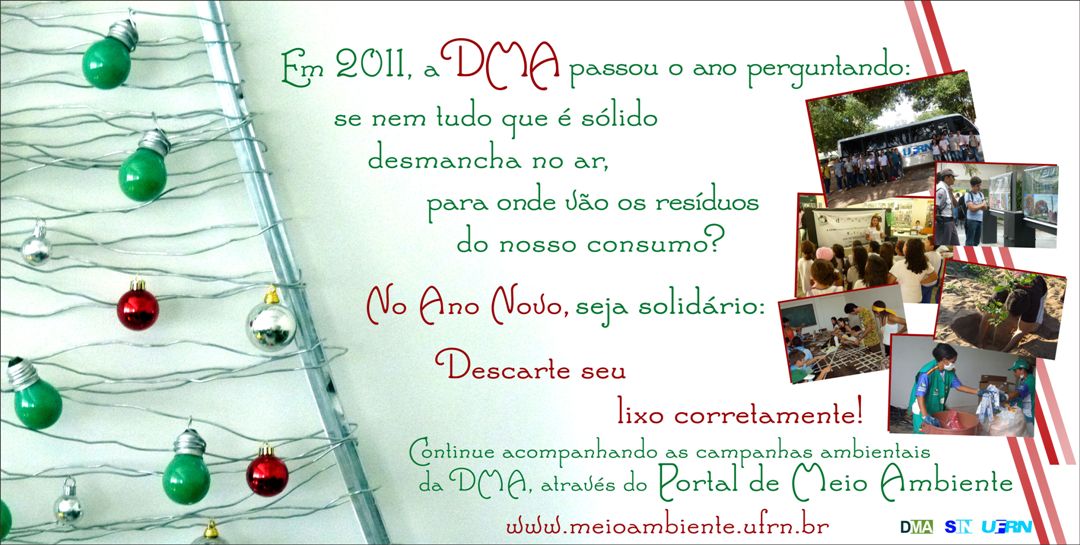 Em 2011, a DMA passou o ano perguntando:
se nem tudo que é sólido
desmancha no ar,
para onde vão os resíduos
do nosso consumo?
No Ano Novo, seja solidário:
Descarte seu
lixo corretamente!
Continue acompanhando as campanhas ambientais
da DMA, através do Portal de Meio Ambiente
www.meioambiente.ufrn.br
DMA SIN UFRN
UFRN